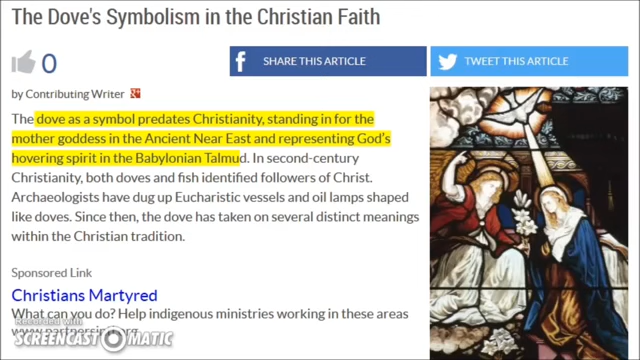 The Dove's Symbolism in the Christian Faith
0
f SHARE THIS ARTICLE
TWEET THIS ARTICLE
by Contributing Writer
The dove as a symbol predates Christianity, standing in for the
mother goddess in the Ancient Near East and representing God's
hovering spirit in the Babylonian Talmud. In second-century
Christianity, both doves and fish identified followers of Christ.
Archaeologists have dug up Eucharistic vessels and oil lamps shaped
like doves. Since then, the dove has taken on several distinct meanings
within the Christian tradition.
Sponsored Link
Christians Martyred
What can you do? Help indigenous ministries working in these areas
Recorded with
SCREENCAST MATIC